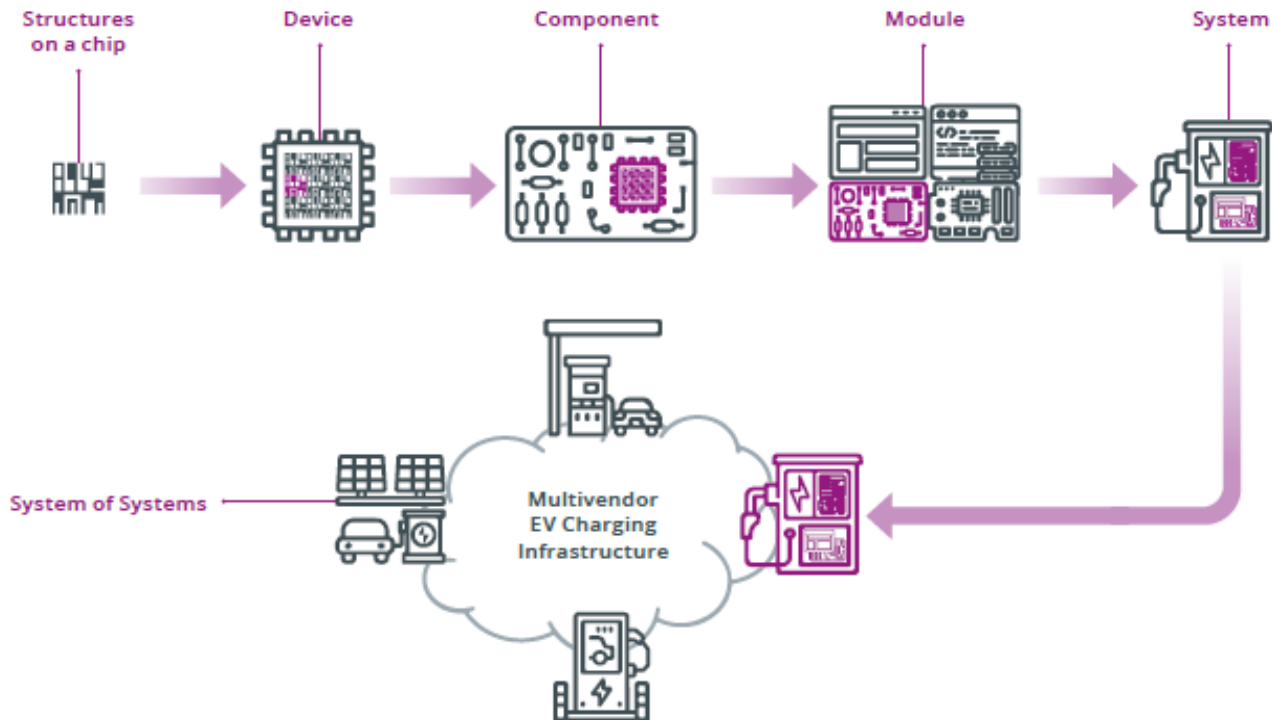 Structures
on a chip
Device
Component
Module
System
System of Systems
Multivendor
EV Charging
Infrastructure